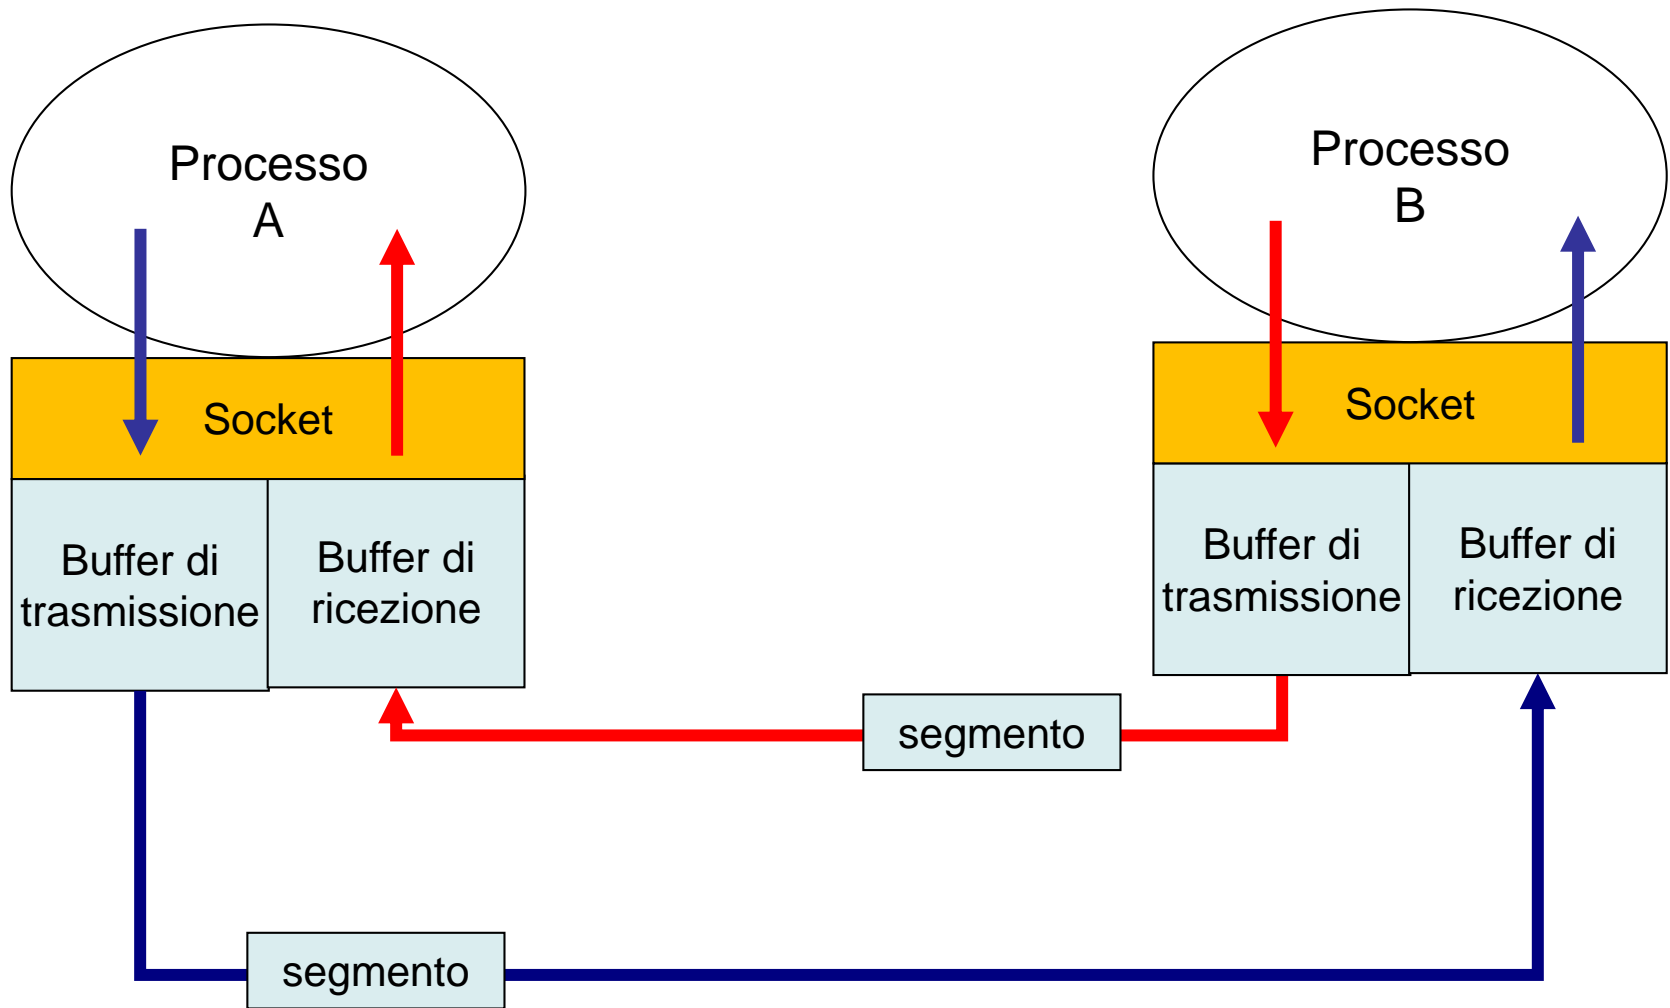 Processo
A
Socket
Buffer di
trasmissione
Buffer di
ricezione
Processo
B
Socket
Buffer di
trasmissione
Buffer di
ricezione
segmento
segmento